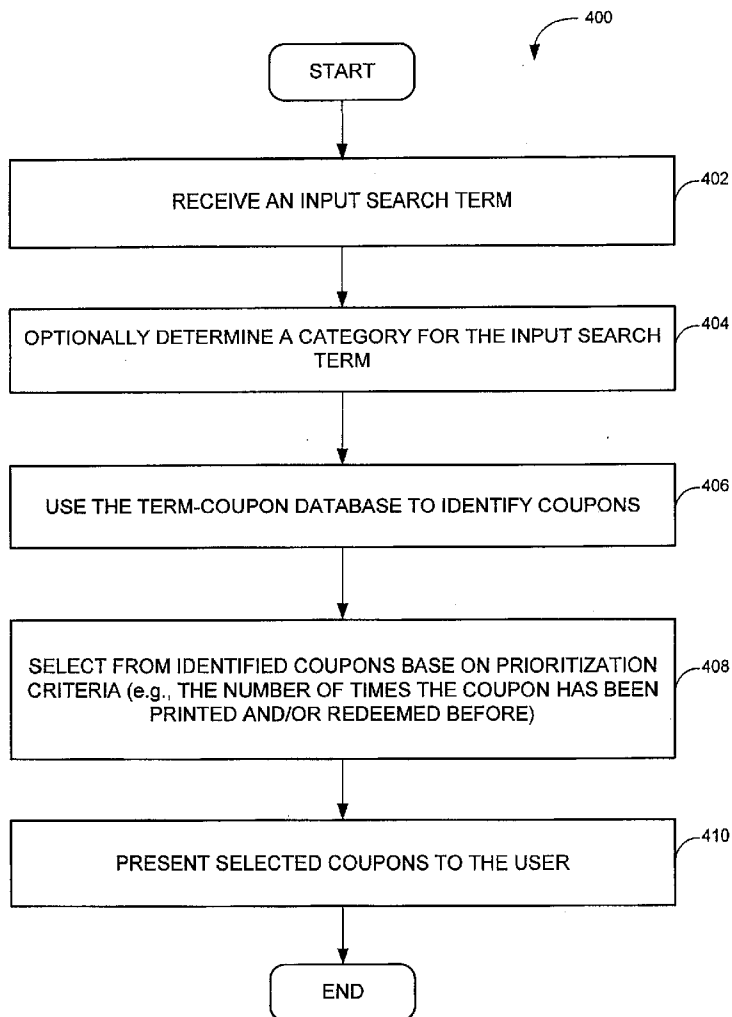 400
START
RECEIVE AN INPUT SEARCH TERM
402
OPTIONALLY DETERMINE A CATEGORY FOR THE INPUT SEARCH
TERM
404
USE THE TERM-COUPON DATABASE TO IDENTIFY COUPONS
406
SELECT FROM IDENTIFIED COUPONS BASE ON PRIORITIZATION
CRITERIA (e.g., THE NUMBER OF TIMES THE COUPON HAS BEEN
PRINTED AND/OR REDEEMED BEFORE)
408
PRESENT SELECTED COUPONS TO THE USER
410
END